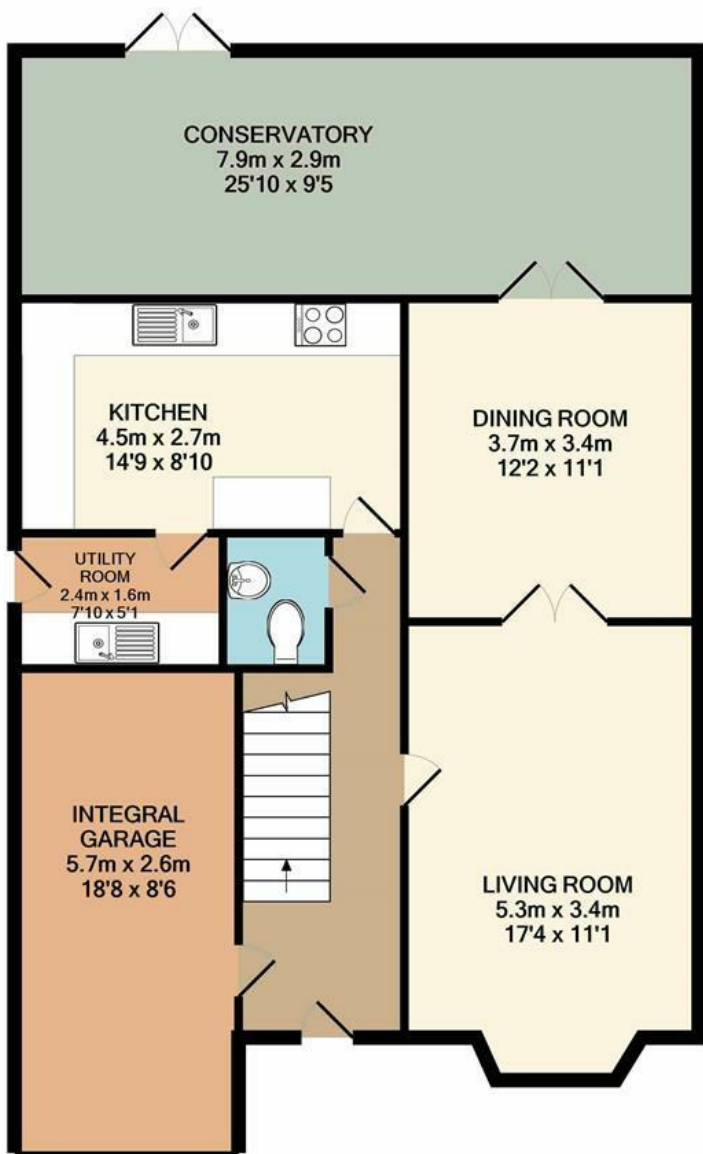 CONSERVATORY
7.9m x 2.9m
25'10 x 9'5
KITCHEN
4.5m x 2.7m
14'9 x 8'10
DINING ROOM
3.7m x 3.4m
12'2 x 11'1
UTILITY
ROOM
2.4m x 1.6m
7'10 x 5'1
INTEGRAL
GARAGE
5.7m x 2.6m
18'8 x 8'6
LIVING ROOM
5.3m x 3.4m
17'4 x 11'1